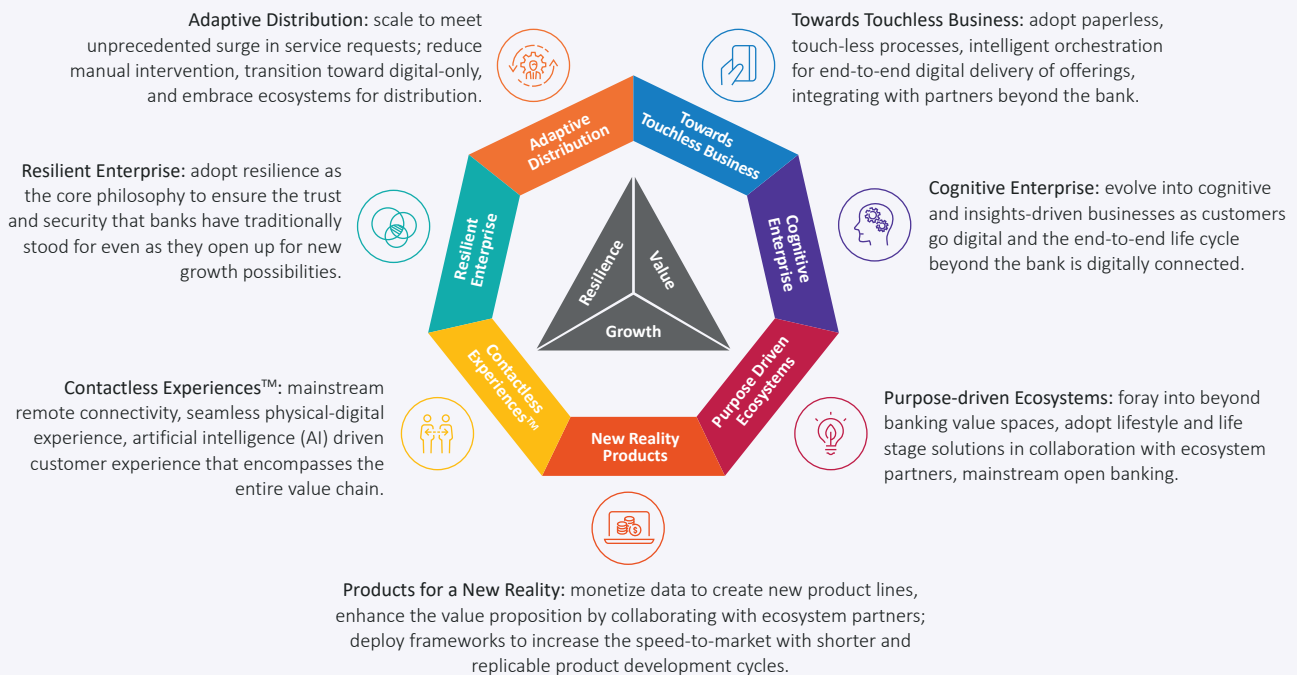 Adaptive Distribution: scale to meet
unprecedented surge in service requests; reduce
manual intervention, transition toward digital-only,
and embrace ecosystems for distribution.
Towards Touchless Business: adopt paperless,
touch-less processes, intelligent orchestration
for end-to-end digital delivery of offerings,
integrating with partners beyond the bank.
Resilient Enterprise: adopt resilience as
the core philosophy to ensure the trust
and security that banks have traditionally
stood for even as they open up for new
growth possibilities.
Cognitive Enterprise: evolve into cognitive
and insights-driven businesses as customers
go digital and the end-to-end life cycle
beyond the bank is digitally connected.
Contactless Experiences™: mainstream
remote connectivity, seamless physical-digital
experience, artificial intelligence (AI) driven
customer experience that encompasses the
entire value chain.
Purpose-driven Ecosystems: foray into beyond
banking value spaces, adopt lifestyle and life
stage solutions in collaboration with ecosystem
partners, mainstream open banking.
Adaptive
Distribution
Towards
Touchless Business
Resilient
Enterprise
Cognitive
Enterprise
Resilience
Value
Growth
Contactless
Experiences™
Purpose Driven
Ecosystems
New Reality
Products
$
Products for a New Reality: monetize data to create new product lines,
enhance the value proposition by collaborating with ecosystem partners;
deploy frameworks to increase the speed-to-market with shorter and
replicable product development cycles.